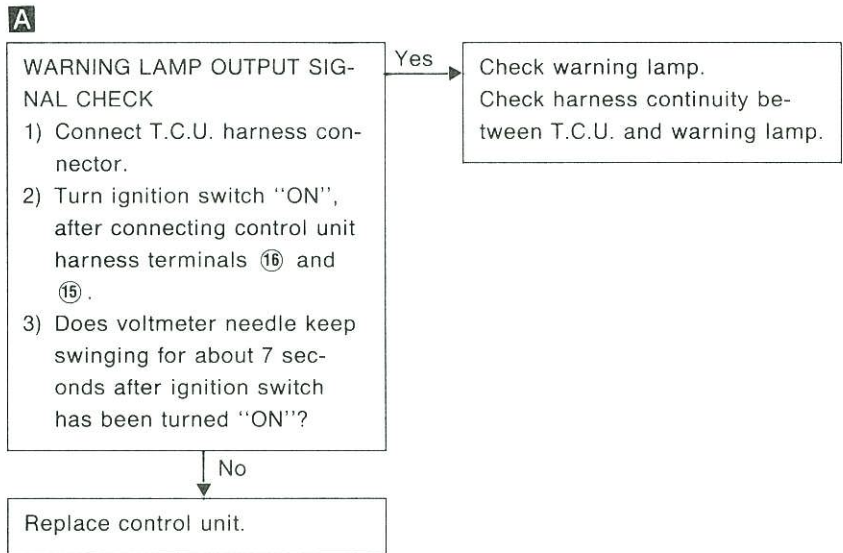 A
WARNING LAMP OUTPUT SIG-
NAL CHECK
1) Connect T.C.U. harness con-
nector.
2) Turn ignition switch ‘‘ON’’,
after connecting control unit
harness terminals ⑯ and
⑮ .
3) Does voltmeter needle keep
swinging for about 7 sec-
onds after ignition switch
has been turned ‘‘ON’’?
Yes
Check warning lamp.
Check harness continuity be-
tween T.C.U. and warning lamp.
No
Replace control unit.